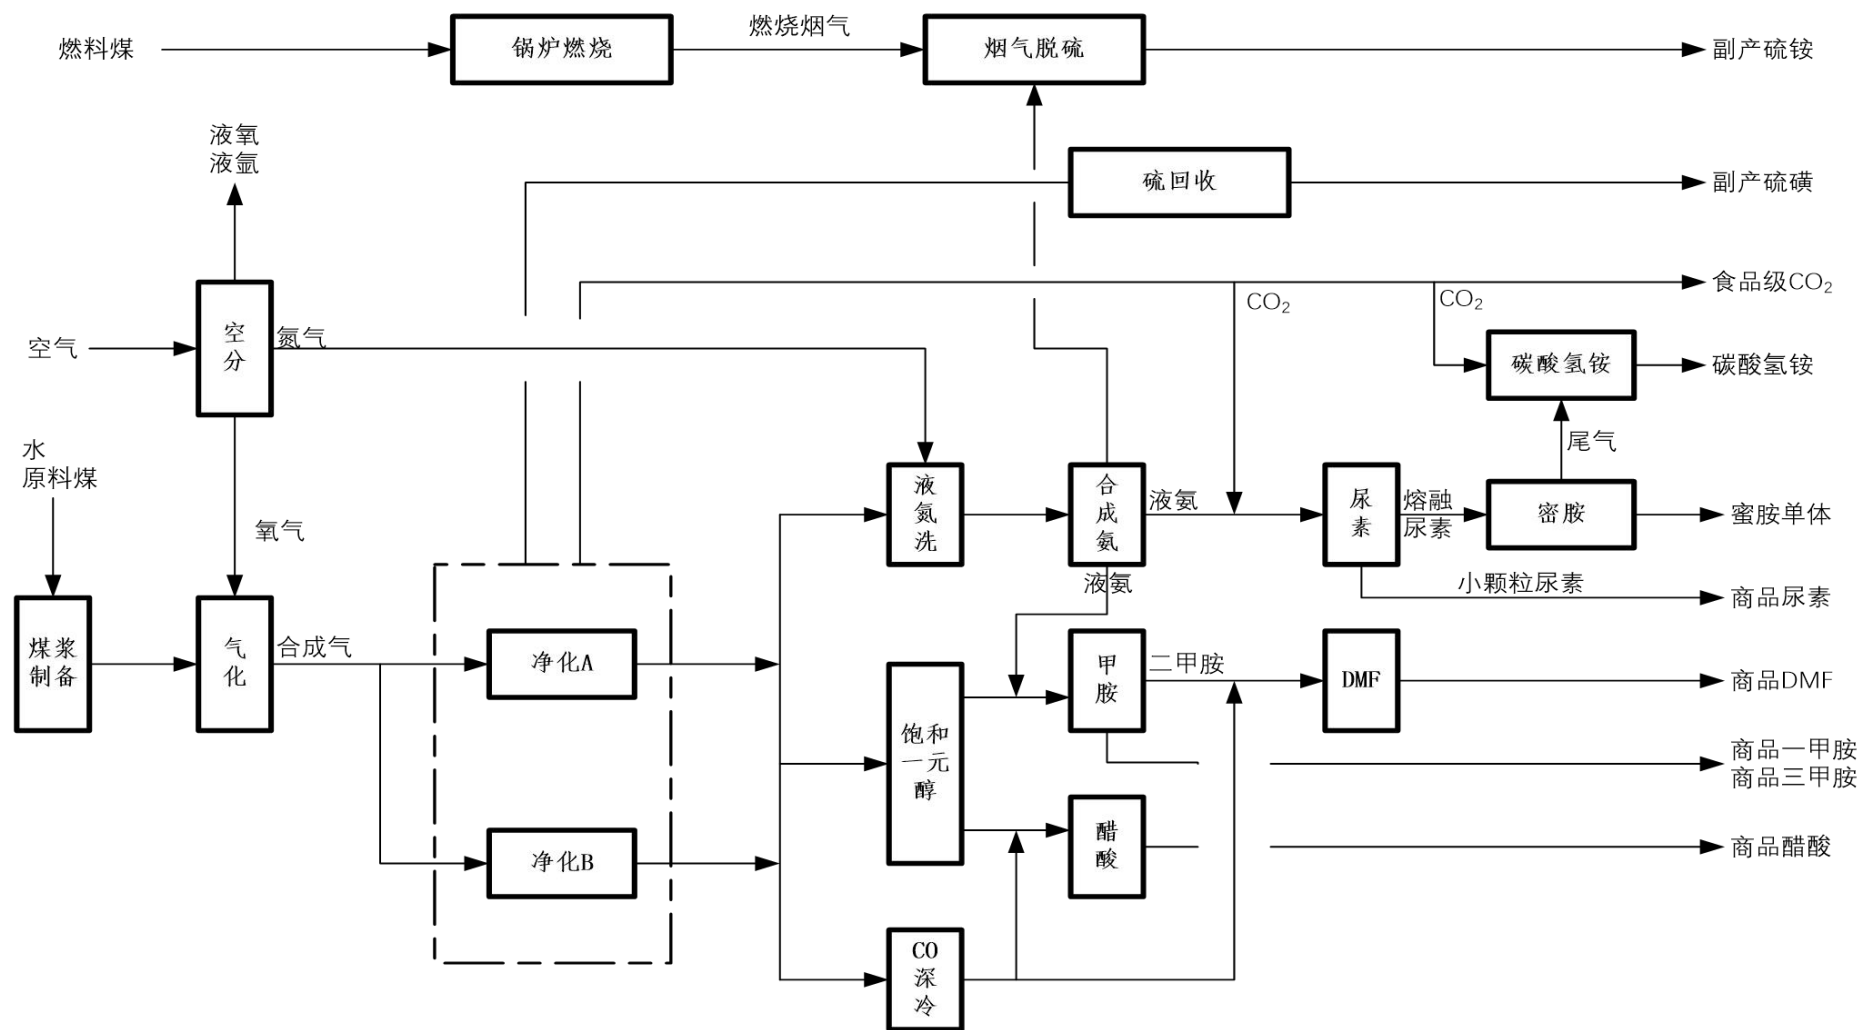 燃料煤
锅炉燃烧
燃烧烟气
烟气脱硫
副产硫铵
液氧
液氩
硫回收
副产硫磺
食品级CO₂
CO₂
CO₂
空气
空
分
氮气
碳酸氢铵
碳酸氢铵
水
原料煤
氧气
尾气
液
氮
洗
合
成
氨
液氨
尿
素
熔融
尿素
密胺
蜜胺单体
液氨
小颗粒尿素
商品尿素
煤浆
制备
气
化
合成气
净化A
饱和
一元
醇
甲
胺
二甲胺
DMF
商品DMF
商品一甲胺
商品三甲胺
净化B
醋
酸
商品醋酸
CO
深
冷